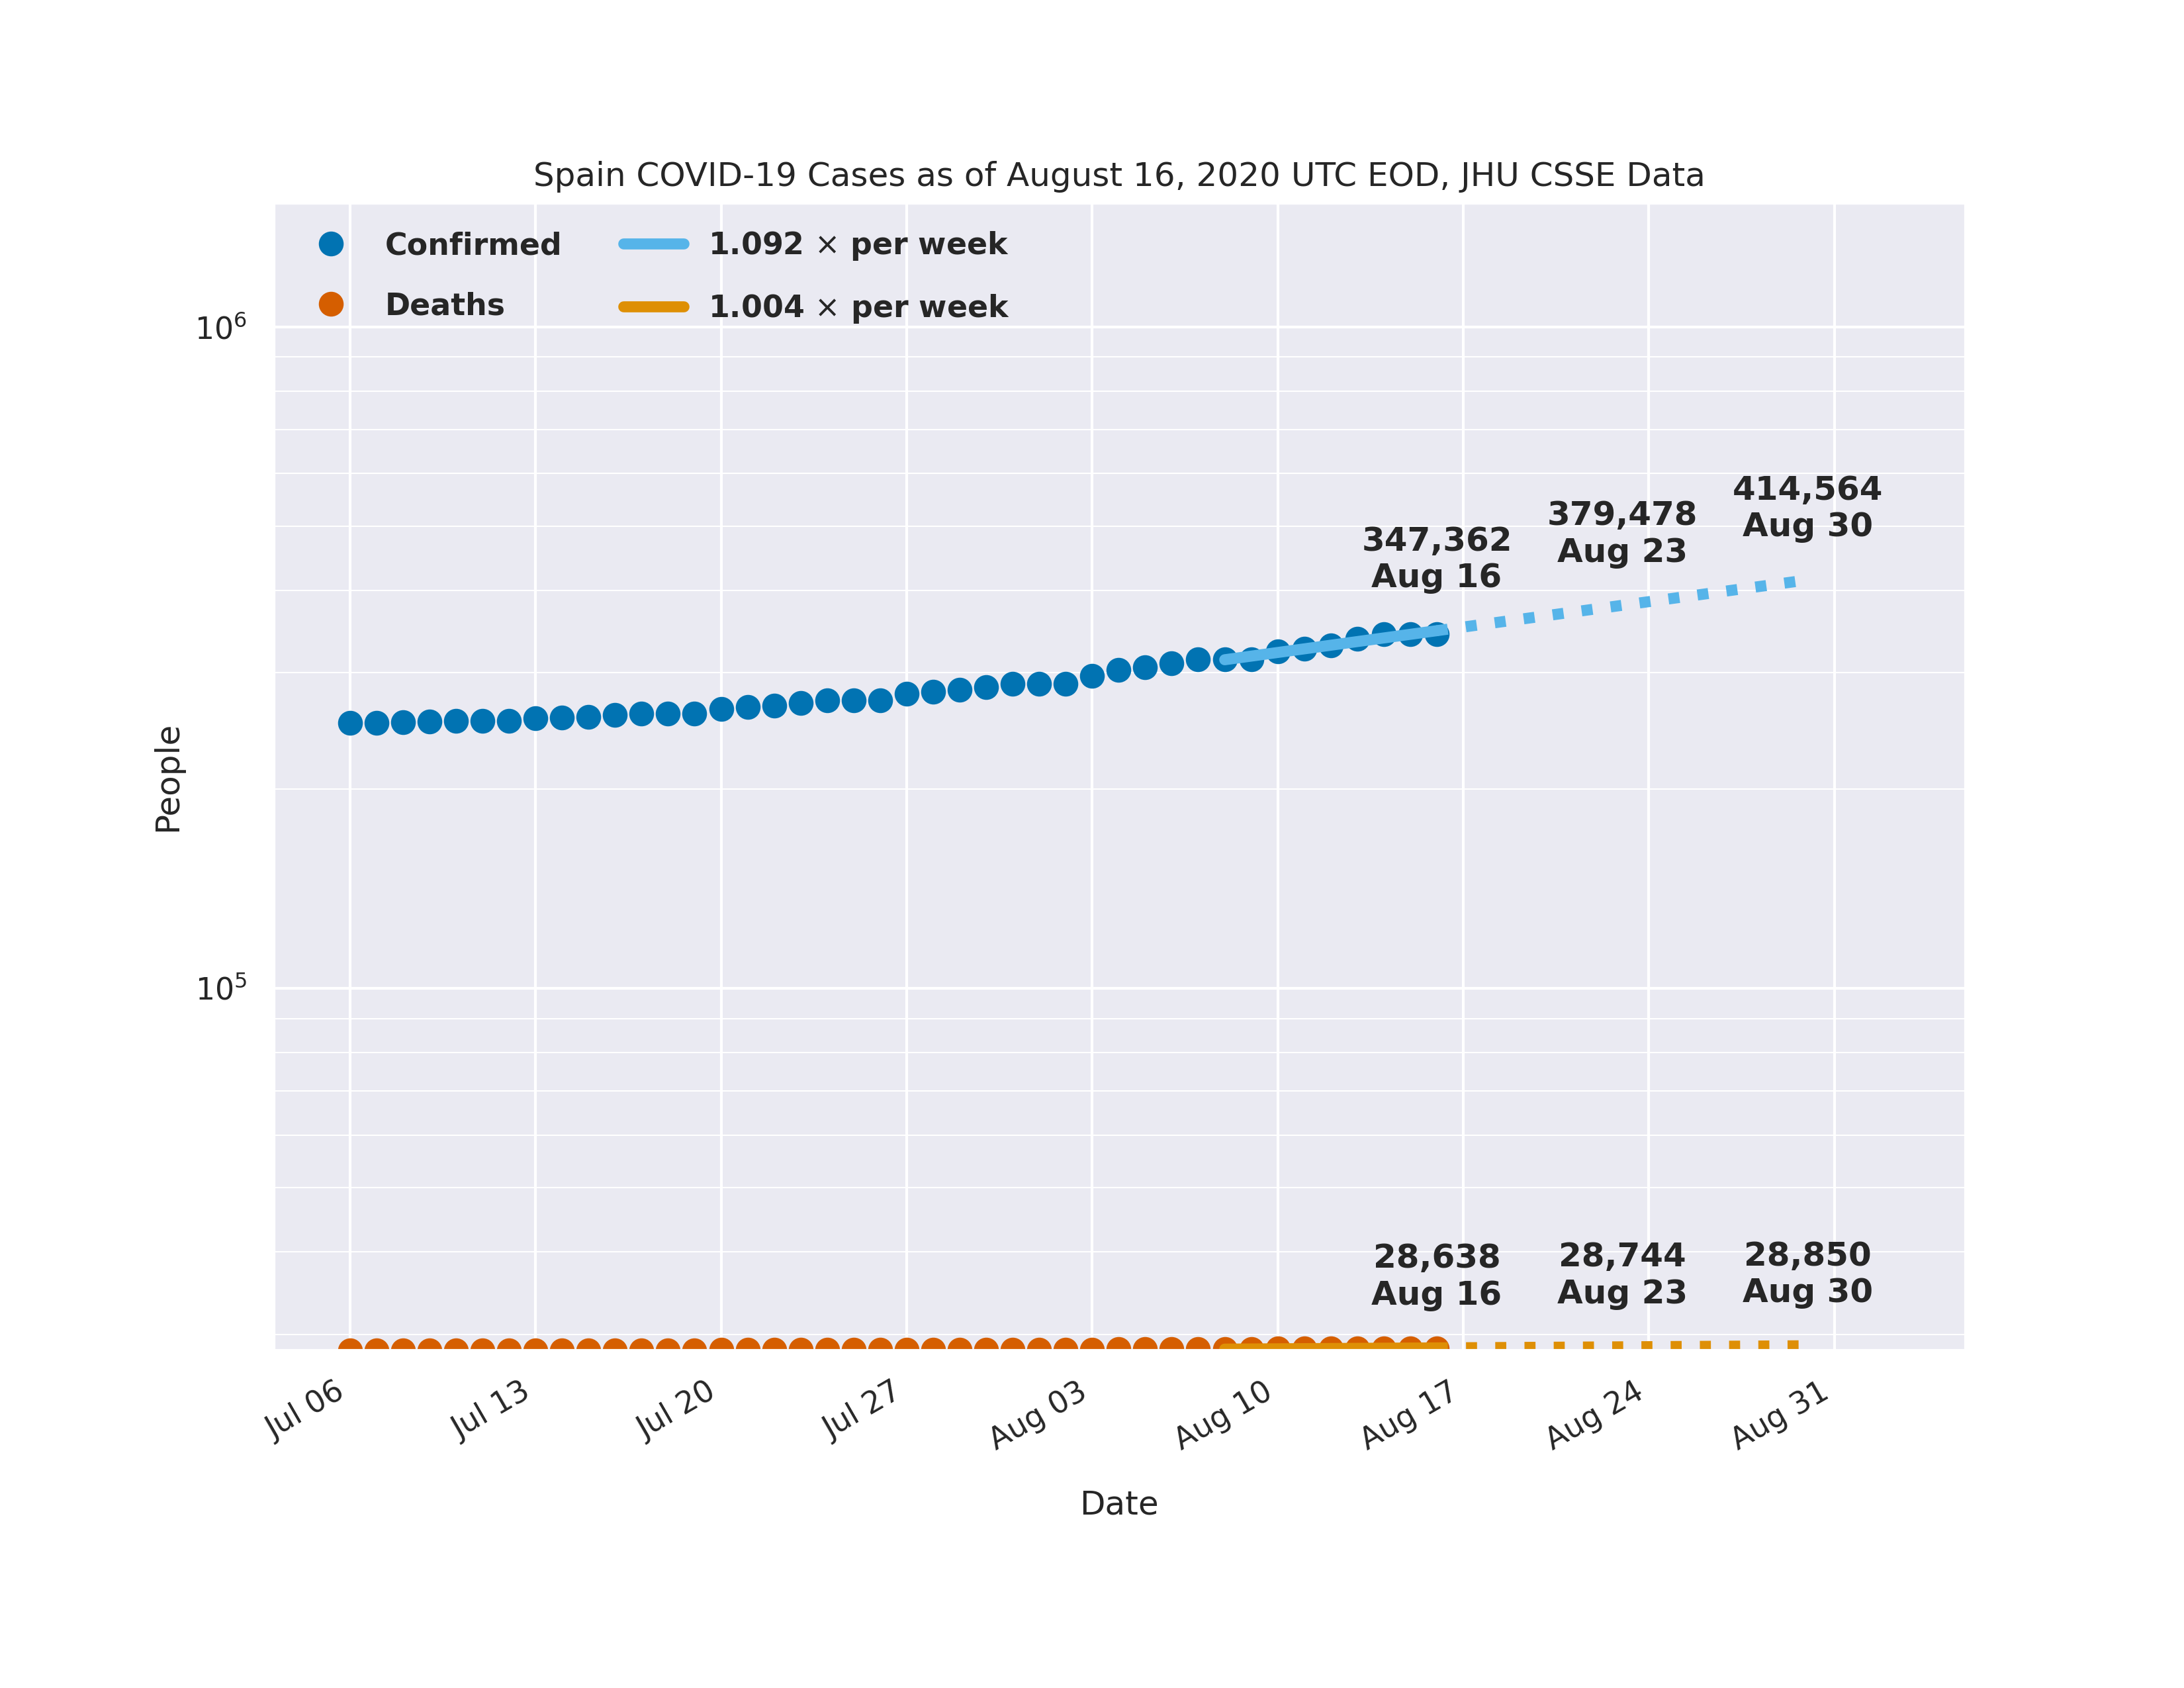 Spain COVID-19 Cases as of August 16, 2020 UTC EOD, JHU CSSE Data
Confirmed
Deaths
1.092 × per week
1.004 × per week
10⁶
10⁵
People
347,362
Aug 16
379,478
Aug 23
414,564
Aug 30
28,638
Aug 16
28,744
Aug 23
28,850
Aug 30
Jul 06
Jul 13
Jul 20
Jul 27
Aug 03
Aug 10
Aug 17
Aug 24
Aug 31
Date